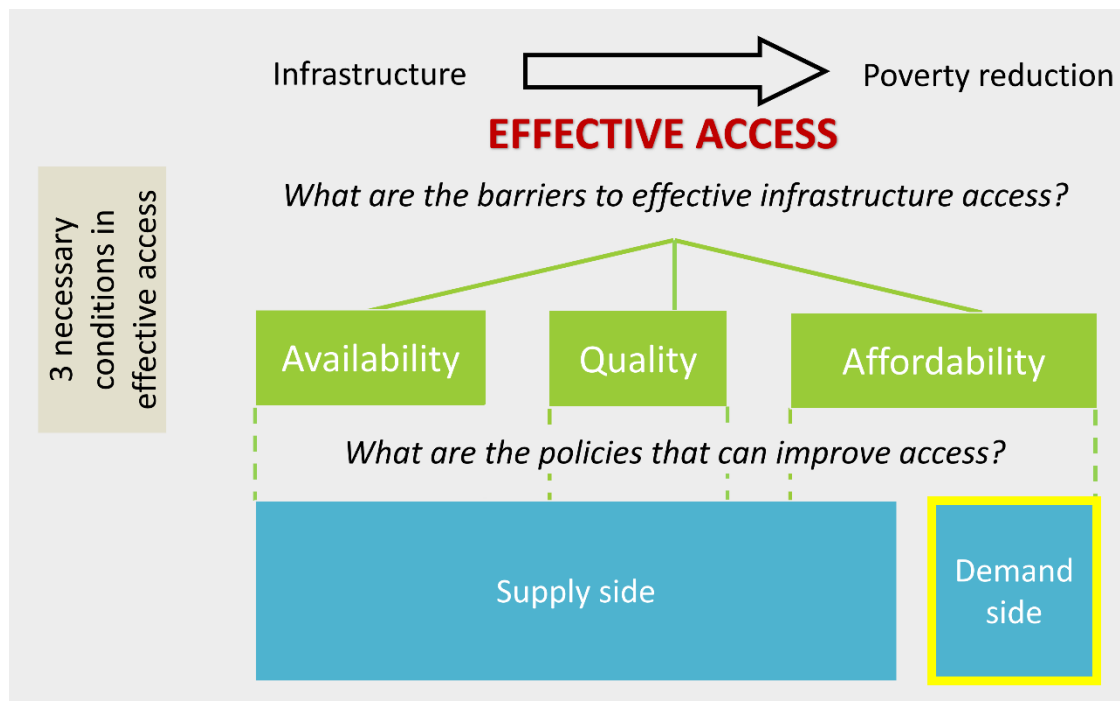 Infrastructure
Poverty reduction
EFFECTIVE ACCESS
What are the barriers to effective infrastructure access?
3 necessary
conditions in
effective access
Availability
Quality
Affordability
What are the policies that can improve access?
Supply side
Demand
side